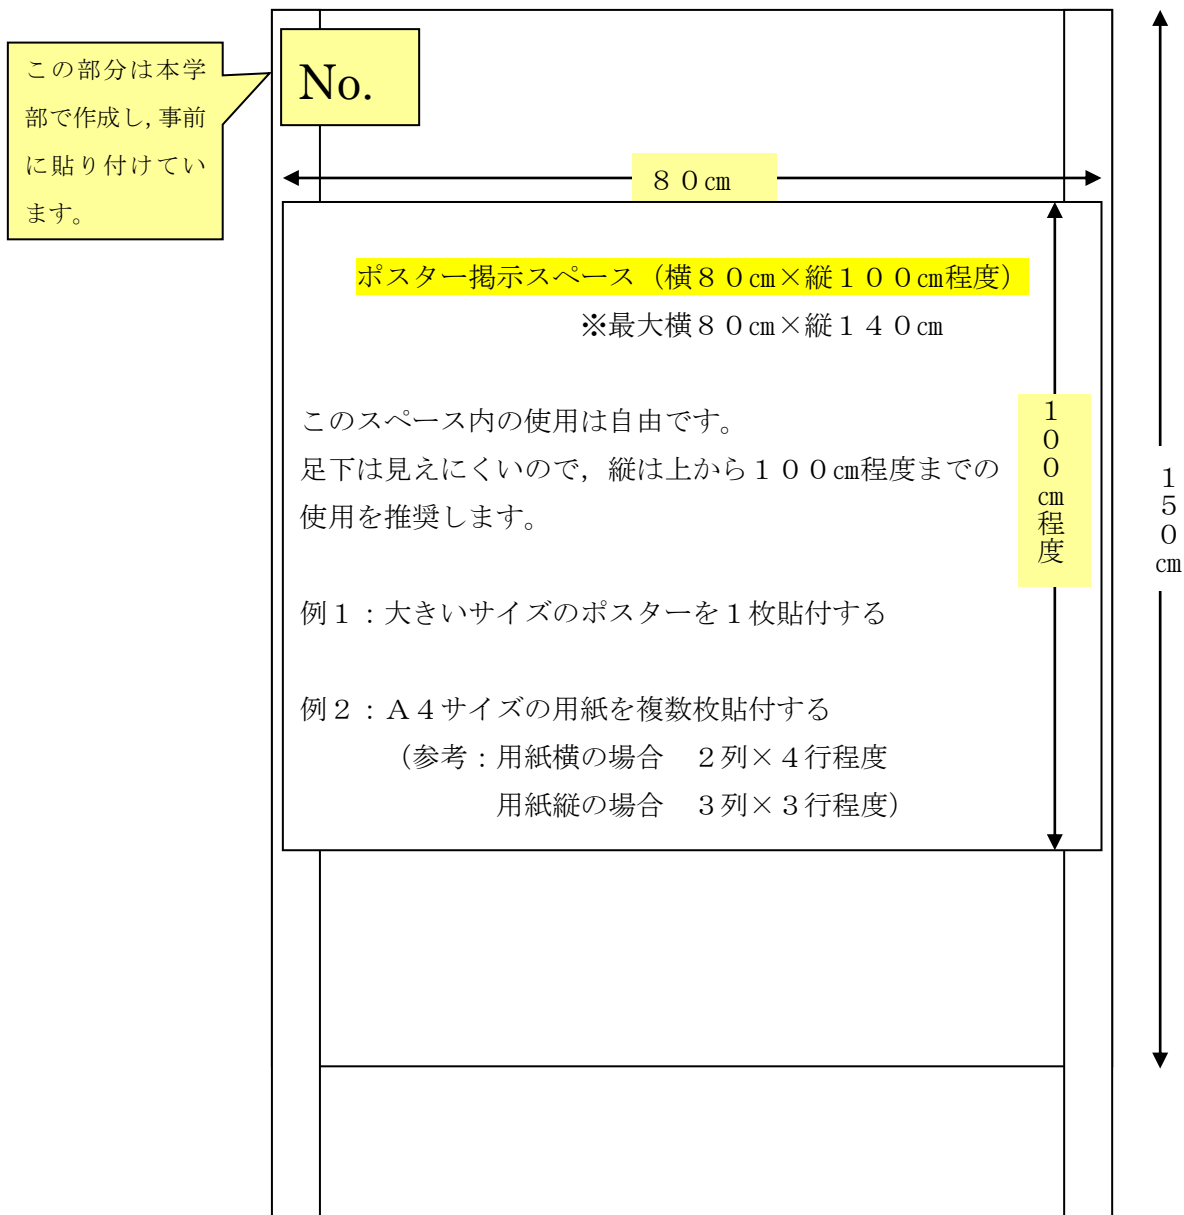 この部分は本学
部で作成し,事前
に貼り付けてい
ます。
No.
８０㎝
ポスター掲示スペース（横８０㎝×縦１００㎝程度）
※最大横８０㎝×縦１４０㎝
このスペース内の使用は自由です。
足下は見えにくいので，縦は上から１００㎝程度までの
使用を推奨します。
例１：大きいサイズのポスターを１枚貼付する
例２：Ａ４サイズの用紙を複数枚貼付する
（参考：用紙横の場合　２列×４行程度
用紙縦の場合　３列×３行程度）
１００㎝程度
１５０㎝